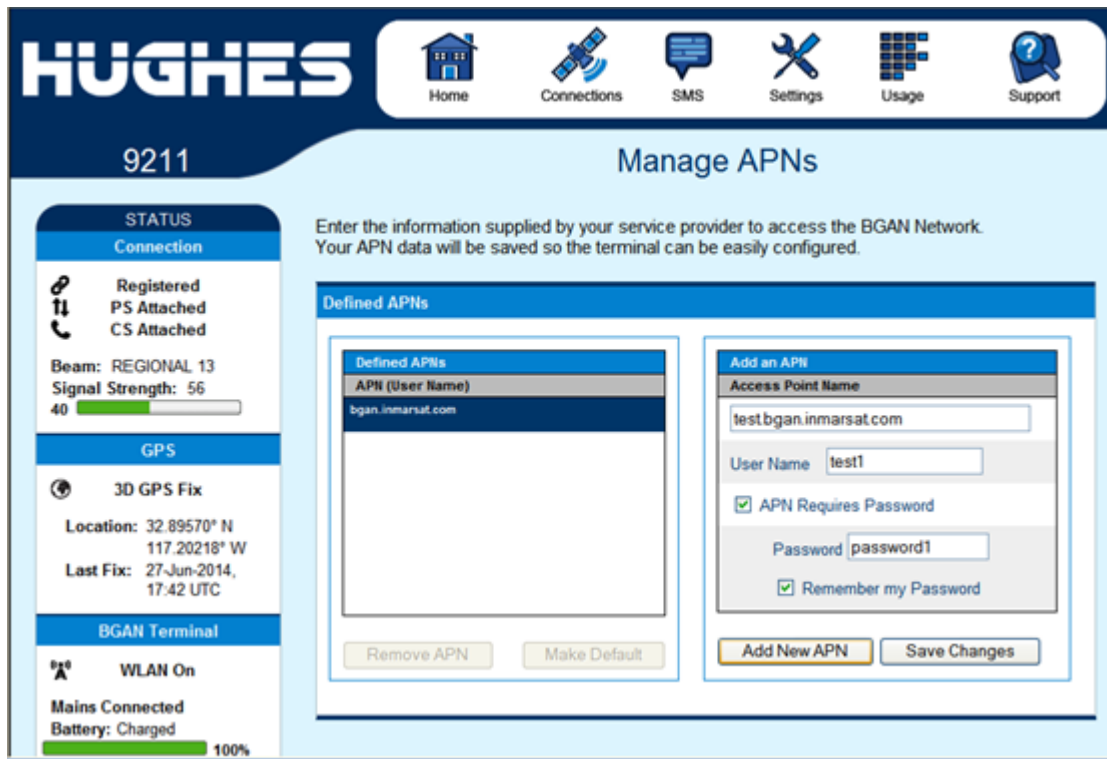 HUGHES
Home
Connections
SMS
Settings
Usage
Support
9211
Manage APNs
STATUS
Connection
Registered
PS Attached
CS Attached
Beam: REGIONAL 13
Signal Strength: 56
40
GPS
3D GPS Fix
Location: 32.89570° N
117.20218° W
Last Fix: 27-Jun-2014,
17:42 UTC
BGAN Terminal
WLAN On
Mains Connected
Battery: Charged
100%
Enter the information supplied by your service provider to access the BGAN Network.
Your APN data will be saved so the terminal can be easily configured.
Defined APNs
Defined APNs
APN (User Name)
bgan.inmarsat.com
Remove APN
Make Default
Add an APN
Access Point Name
test.bgan.inmarsat.com
User Name test1
APN Requires Password
Password password1
Remember my Password
Add New APN
Save Changes